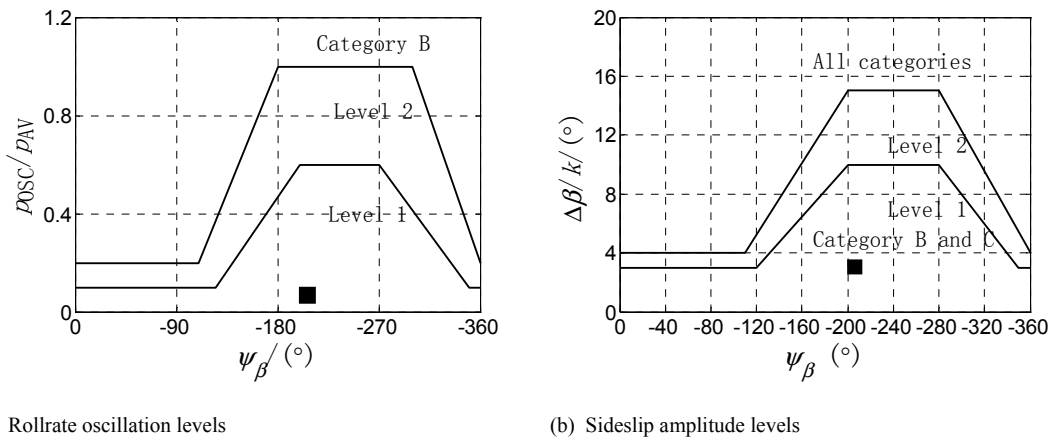 1.2
0.8
0.4
0
pOSC/pAV
Category B
Level 2
Level 1
0 -90 -180 -270 -360
ψβ/(°)
20
16
12
8
4
0
Δβ/k/(°)
All categories
Level 2
Level 1
Category B and C
0 -40 -80 -120 -160 -200 -240 -280 -320 -360
ψβ (°)
Rollrate oscillation levels
(b) Sideslip amplitude levels